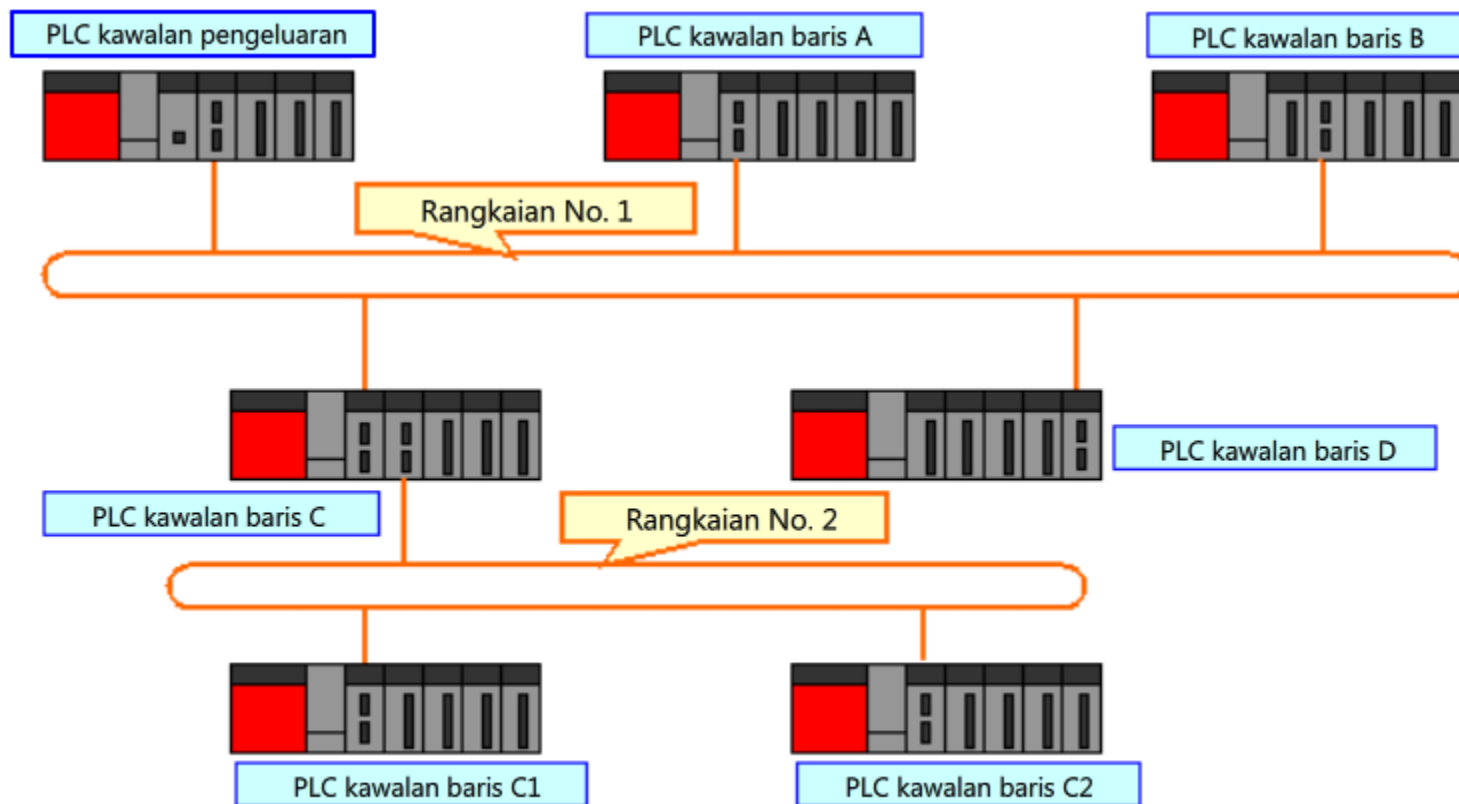 PLC kawalan pengeluaran
PLC kawalan baris A
PLC kawalan baris B
Rangkaian No. 1
PLC kawalan baris D
PLC kawalan baris C
Rangkaian No. 2
PLC kawalan baris C1
PLC kawalan baris C2